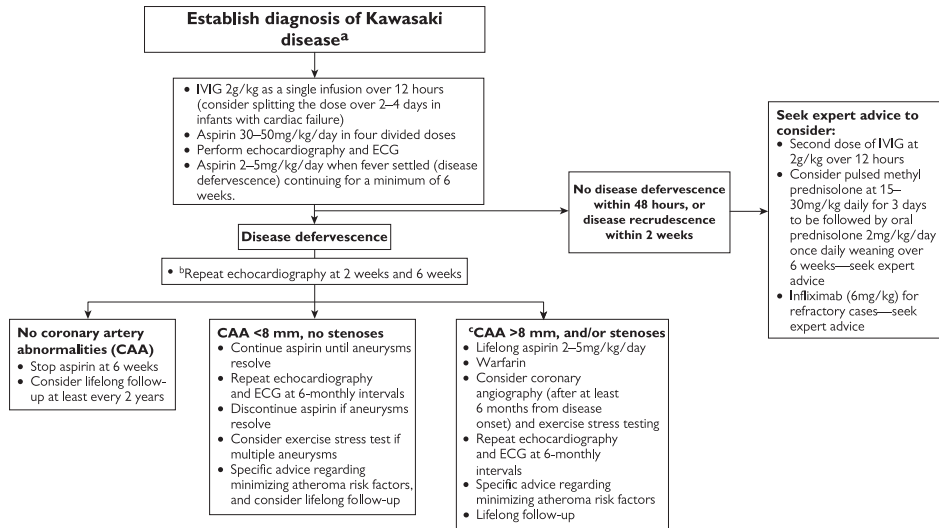 Establish diagnosis of Kawasaki
diseaseᵃ
• IVIG 2g/kg as a single infusion over 12 hours
(consider splitting the dose over 2–4 days in
infants with cardiac failure)
• Aspirin 30–50mg/kg/day in four divided doses
• Perform echocardiography and ECG
• Aspirin 2–5mg/kg/day when fever settled (disease
defervescence) continuing for a minimum of 6
weeks.
No disease defervescence
within 48 hours, or
disease recrudescence
within 2 weeks
Seek expert advice to
consider:
• Second dose of IVIG at
2g/kg over 12 hours
• Consider pulsed methyl
prednisolone at 15–
30mg/kg daily for 3 days
to be followed by oral
prednisolone 2mg/kg/day
once daily weaning over
6 weeks—seek expert
advice
• Infliximab (6mg/kg) for
refractory cases—seek
expert advice
Disease defervescence
• ᵇRepeat echocardiography at 2 weeks and 6 weeks
No coronary artery
abnormalities (CAA)
• Stop aspirin at 6 weeks
• Consider lifelong follow-
up at least every 2 years
CAA <8 mm, no stenoses
• Continue aspirin until aneurysms
resolve
• Repeat echocardiography
and ECG at 6-monthly intervals
• Discontinue aspirin if aneurysms
resolve
• Consider exercise stress test if
multiple aneurysms
• Specific advice regarding
minimizing atheroma risk factors,
and consider lifelong follow-up
ᶜCAA >8 mm, and/or stenoses
• Lifelong aspirin 2–5mg/kg/day
• Warfarin
• Consider coronary
angiography (after at least
6 months from disease
onset) and exercise stress testing
• Repeat echocardiography
and ECG at 6-monthly
intervals
• Specific advice regarding
minimizing atheroma risk factors
• Lifelong follow-up